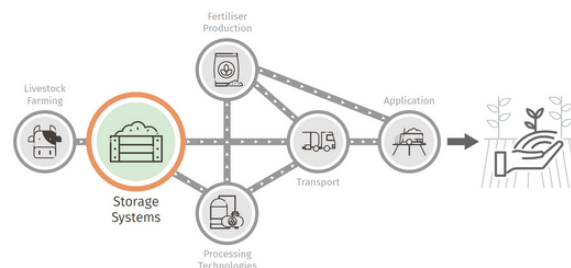 Fertiliser
Production
Livestock
Farming
Application
Storage
Systems
Transport
Processing
Technologies